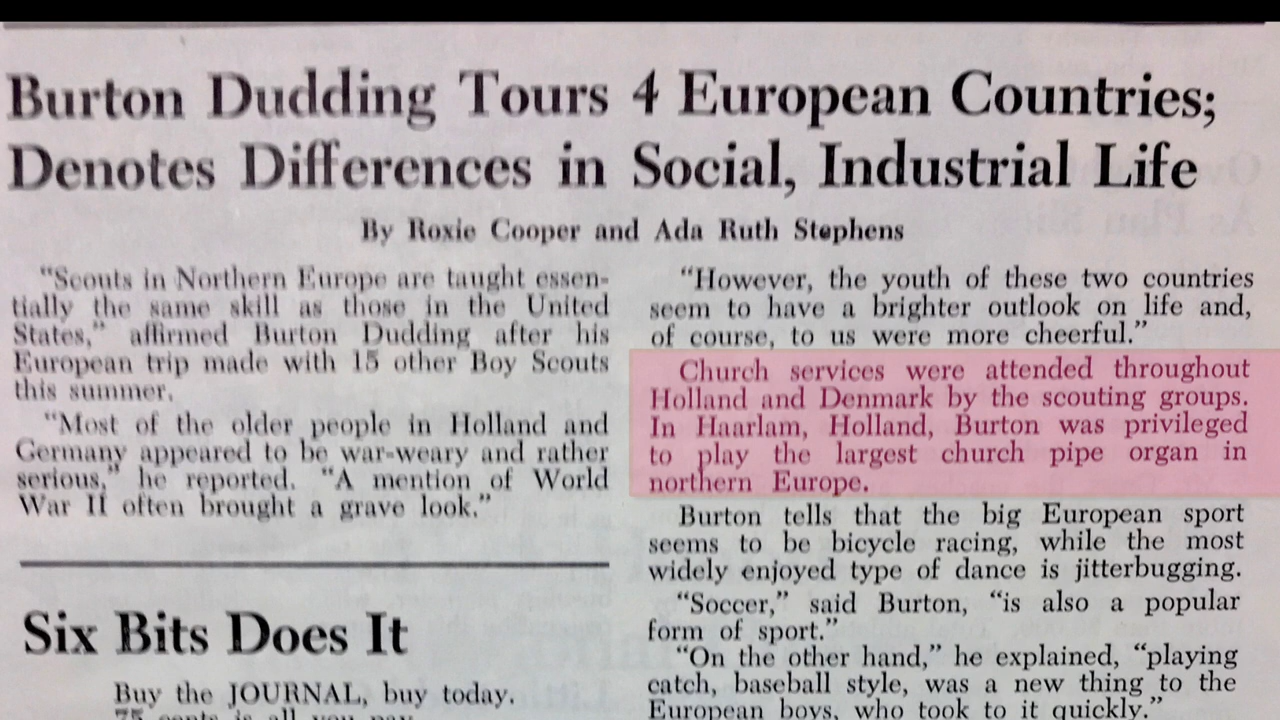 Burton Dudding Tours 4 European Countries;
Denotes Differences in Social, Industrial Life
By Roxie Cooper and Ada Ruth Stephens
“Scouts in Northern Europe are taught essen-
tially the same skill as those in the United
States,” affirmed Burton Dudding after his
European trip made with 15 other Boy Scouts
this summer.
“Most of the older people in Holland and
Germany appeared to be war-weary and rather
serious,” he reported. “A mention of World
War II often brought a grave look.”
Six Bits Does It
Buy the JOURNAL, buy today.
75 cents is all you pay.
“However, the youth of these two countries
seem to have a brighter outlook on life and,
of course, to us were more cheerful.”
Church services were attended throughout
Holland and Denmark by the scouting groups.
In Haarlam, Holland, Burton was privileged
to play the largest church pipe organ in
northern Europe.
Burton tells that the big European sport
seems to be bicycle racing, while the most
widely enjoyed type of dance is jitterbugging.
“Soccer,” said Burton, “is also a popular
form of sport.”
“On the other hand,” he explained, “playing
catch, baseball style, was a new thing to the
European boys, who took to it quickly.”